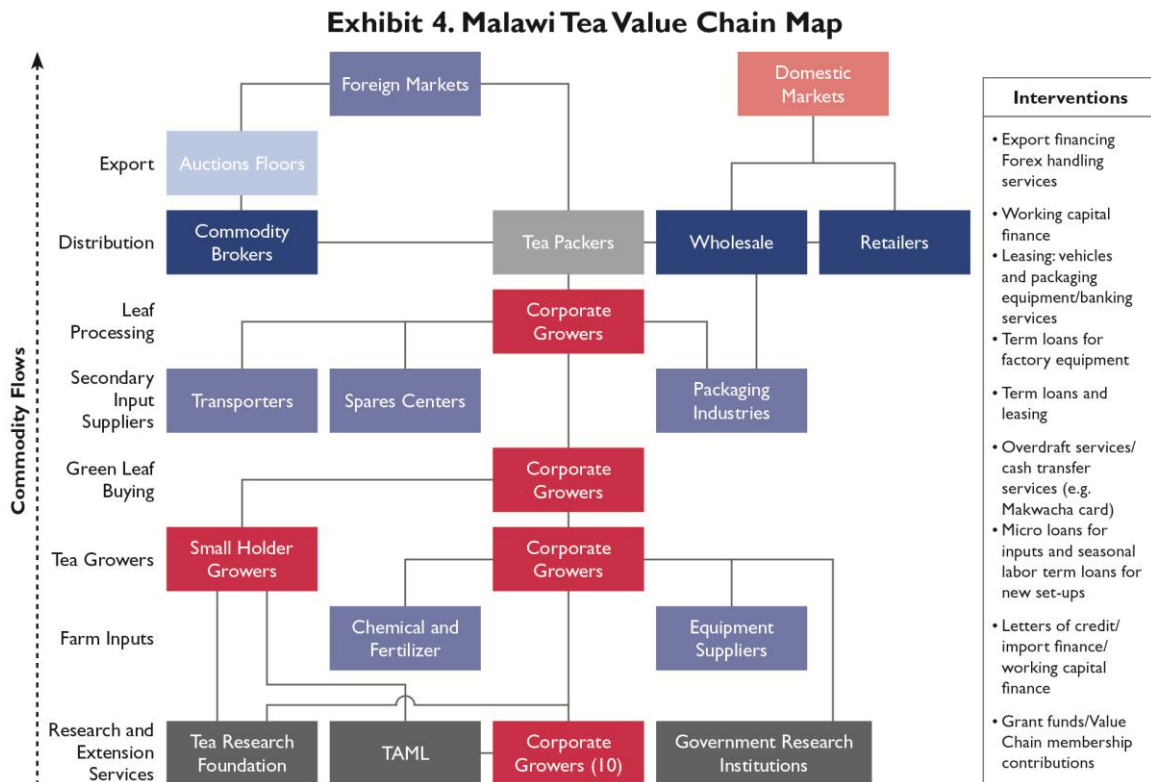 Exhibit 4. Malawi Tea Value Chain Map
Commodity Flows
Foreign Markets
Domestic
Markets
Export
Auctions Floors
Distribution
Commodity
Brokers
Tea Packers
Wholesale
Retailers
Leaf
Processing
Corporate
Growers
Secondary
Input
Suppliers
Transporters
Spares Centers
Packaging
Industries
Green Leaf
Buying
Corporate
Growers
Tea Growers
Small Holder
Growers
Corporate
Growers
Farm Inputs
Chemical and
Fertilizer
Equipment
Suppliers
Research and
Extension
Services
Tea Research
Foundation
TAML
Corporate
Growers (10)
Government Research
Institutions
Interventions
• Export financing
Forex handling
services
• Working capital
finance
• Leasing: vehicles
and packaging
equipment/banking
services
• Term loans for
factory equipment
• Term loans and
leasing
• Overdraft services/
cash transfer
services (e.g.
Makwacha card)
• Micro loans for
inputs and seasonal
labor term loans for
new set-ups
• Letters of credit/
import finance/
working capital
finance
• Grant funds/Value
Chain membership
contributions